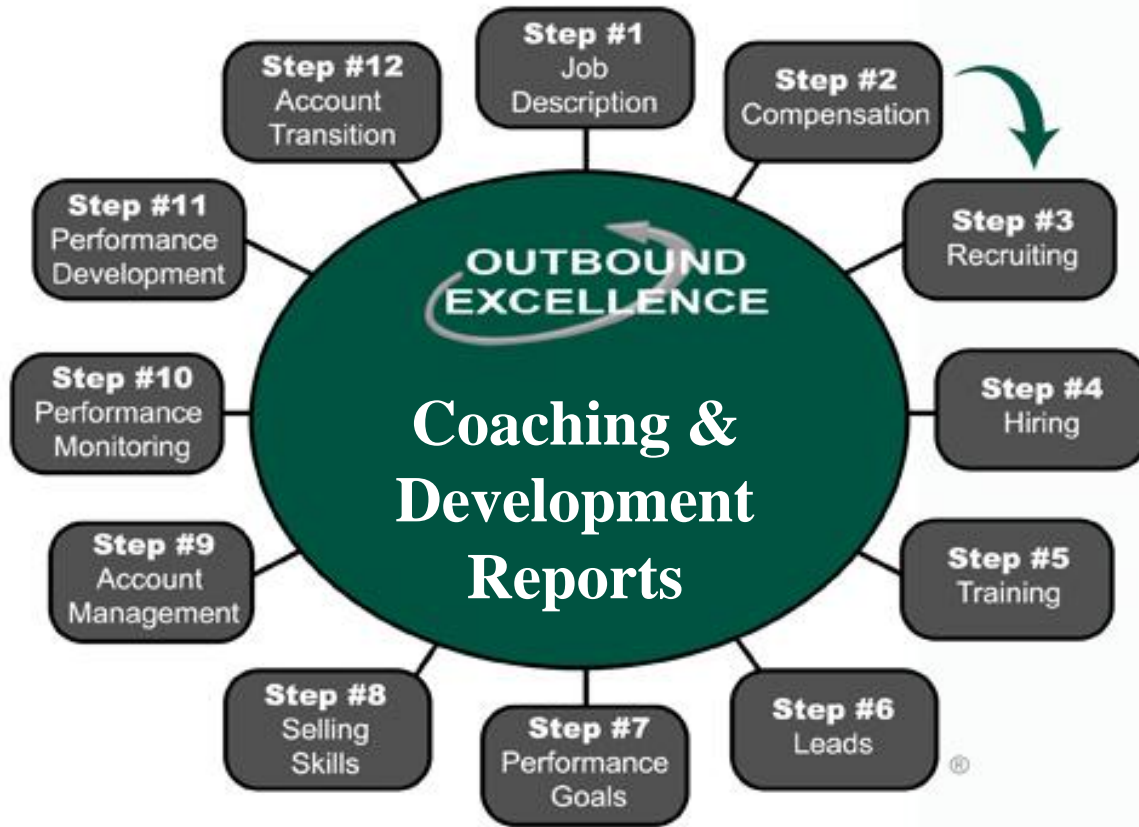 Step #1
Job
Description
Step #2
Compensation
Step #3
Recruiting
Step #4
Hiring
Step #5
Training
Step #6
Leads
®
Step #7
Performance
Goals
Step #8
Selling
Skills
Step #9
Account
Management
Step #10
Performance
Monitoring
Step #11
Performance
Development
Step #12
Account
Transition
OUTBOUND
EXCELLENCE
Coaching &
Development
Reports